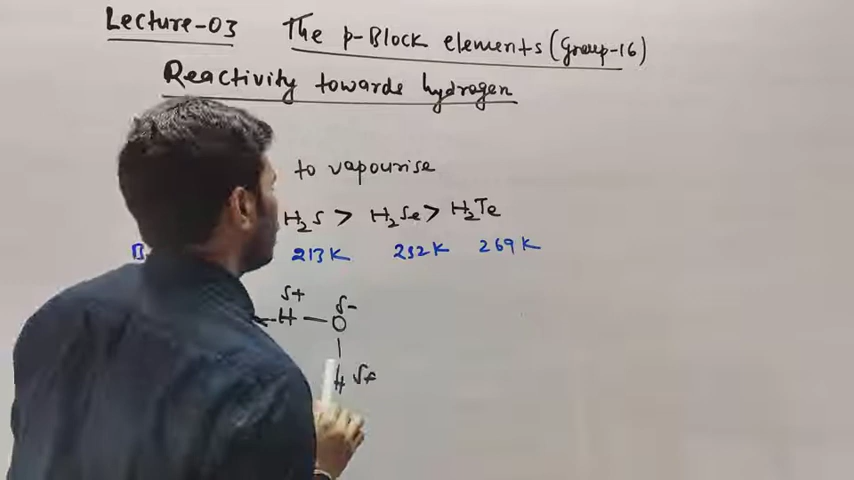 Lecture-03 The p-Block elements (Group-16)
Reactivity towards hydrogen
to vapourise
H₂S > H₂Se > H₂Te
B 213K 232K 269K
δ+ δ-
H — O
|
H δ+